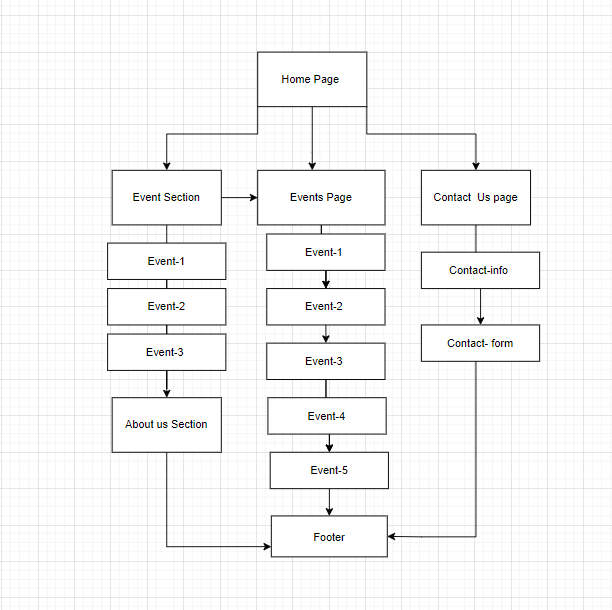 Home Page
Event Section
Events Page
Contact  Us page
Event-1
Event-2
Event-3
About us Section
Event-1
Event-2
Event-3
Event-4
Event-5
Contact-info
Contact- form
Footer